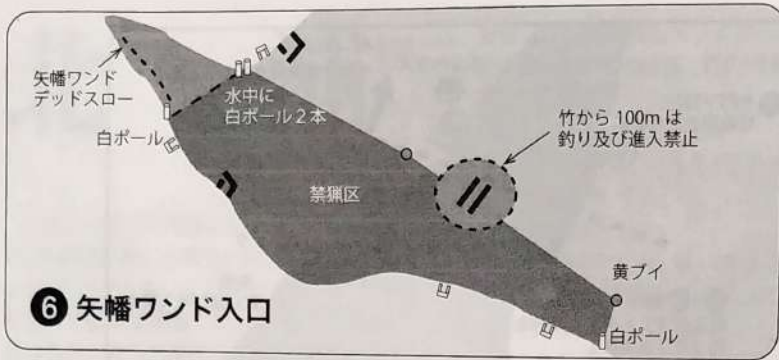 矢幡ワンド
デッドスロー
水中に
白ポール2本
白ポール
竹から100mは
釣り及び進入禁止
禁猟区
黄ブイ
白ポール
❻矢幡ワンド入口